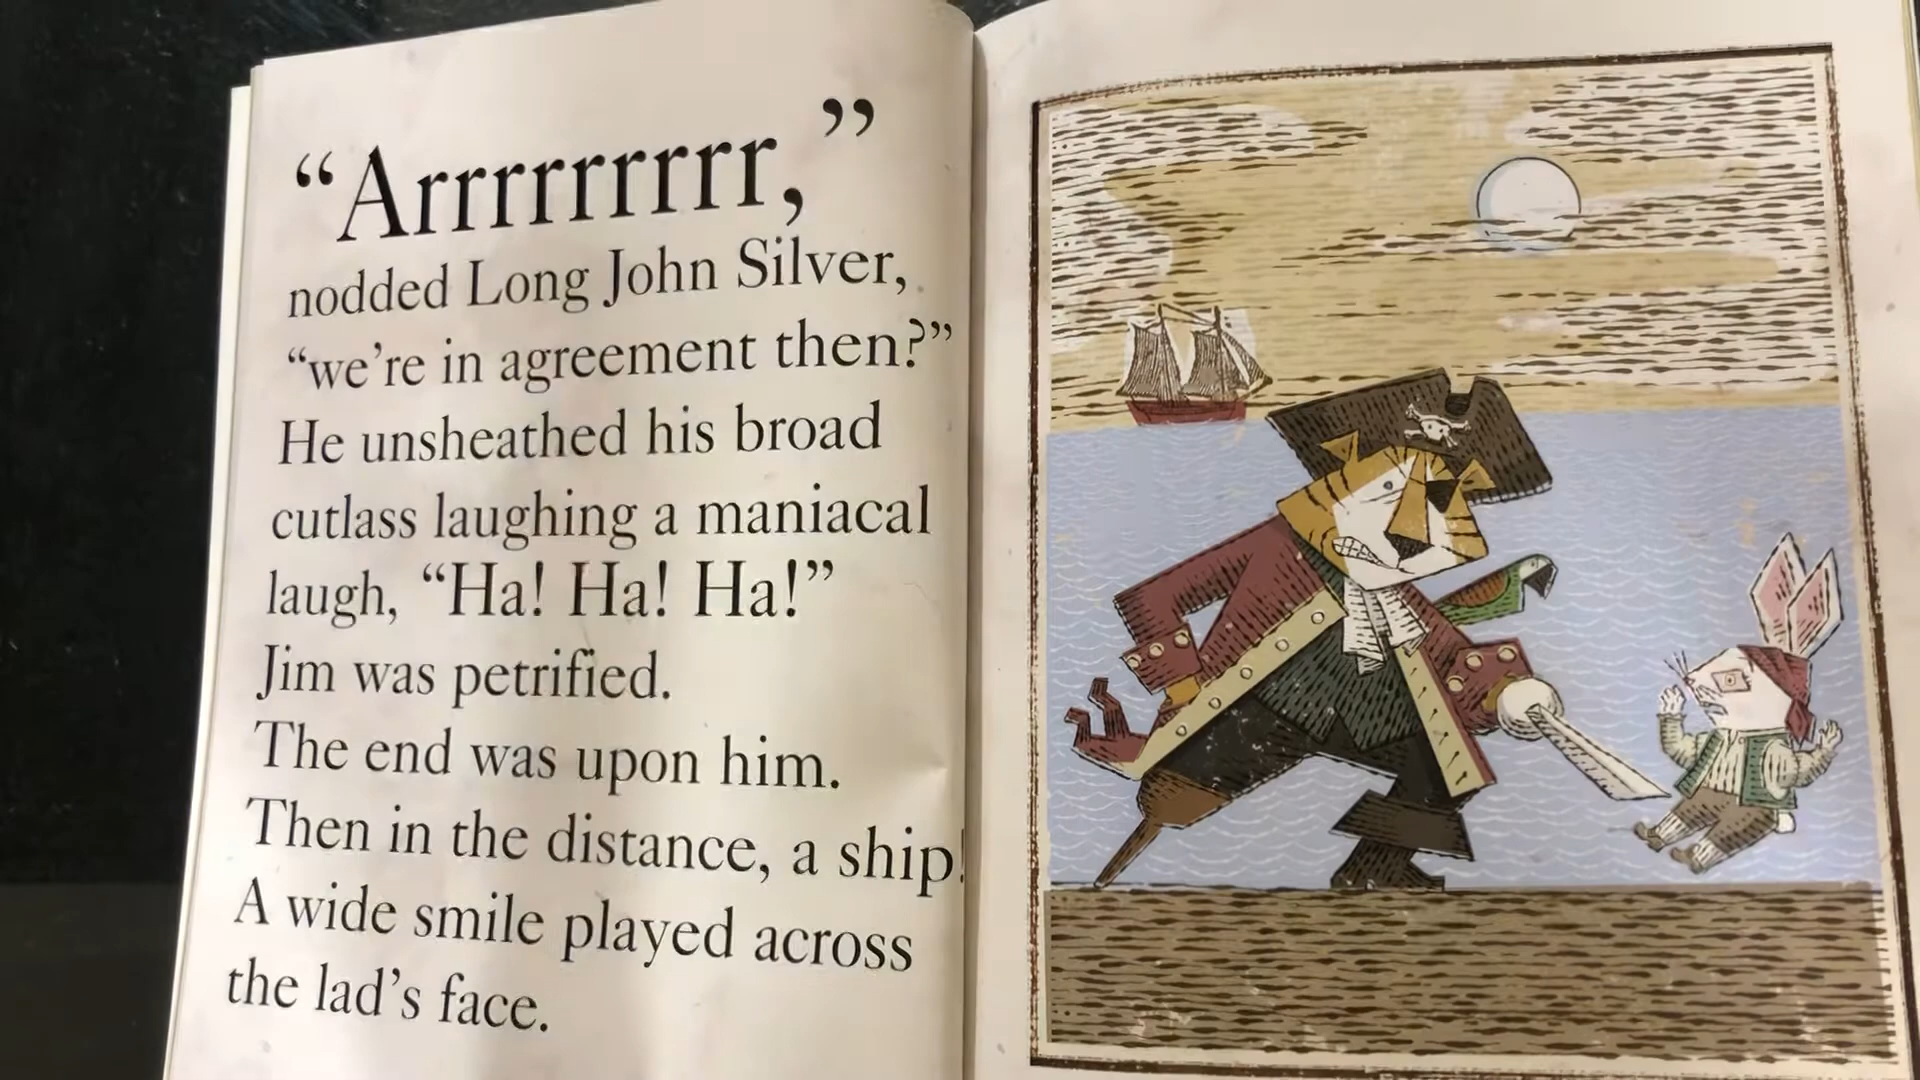 “Arrrrrrrrr,”
nodded Long John Silver,
“we’re in agreement then?”
He unsheathed his broad
cutlass laughing a maniacal
laugh, “Ha! Ha! Ha!”
Jim was petrified.
The end was upon him.
Then in the distance, a ship!
A wide smile played across
the lad’s face.